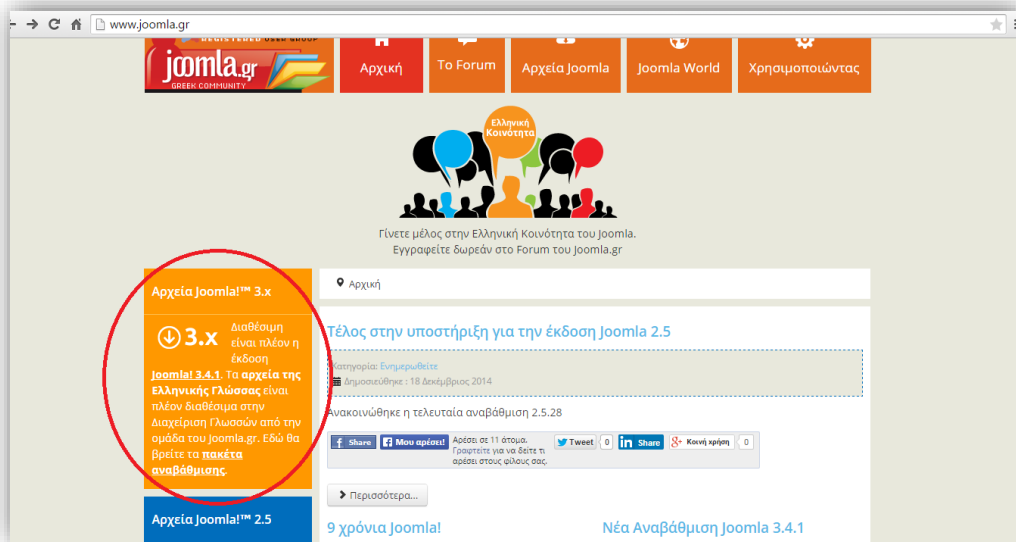 www.joomla.gr
REGISTERED USER GROUP
joomla.gr
GREEK COMMUNITY
Αρχική
Το Forum
Αρχεία Joomla
Joomla World
Χρησιμοποιώντας
Ελληνική
Κοινότητα
Γίνετε μέλος στην Ελληνική Κοινότητα του Joomla.
Εγγραφείτε δωρεάν στο Forum του Joomla.gr
Αρχεία Joomla!™ 3.x
3.x
Διαθέσιμη
είναι πλέον η
έκδοση
Joomla! 3.4.1. Τα αρχεία της
Ελληνικής Γλώσσας είναι
πλέον διαθέσιμα στην
Διαχείριση Γλωσσών από την
ομάδα του Joomla.gr. Εδώ θα
βρείτε τα πακέτα
αναβάθμισης.
Αρχεία Joomla!™ 2.5
Αρχική
Τέλος στην υποστήριξη για την έκδοση Joomla 2.5
Κατηγορία: Ενημερωθείτε
Δημοσιεύθηκε : 18 Δεκέμβριος 2014
Ανακοινώθηκε η τελευταία αναβάθμιση 2.5.28
f Share
Μου αρέσει!
Αρέσει σε 11 άτομα.
Γραφτείτε για να δείτε τι
αρέσει στους φίλους σας.
Tweet 0
in Share
8+ Κοινή χρήση 0
Περισσότερα...
9 χρόνια Joomla!
Νέα Αναβάθμιση Joomla 3.4.1